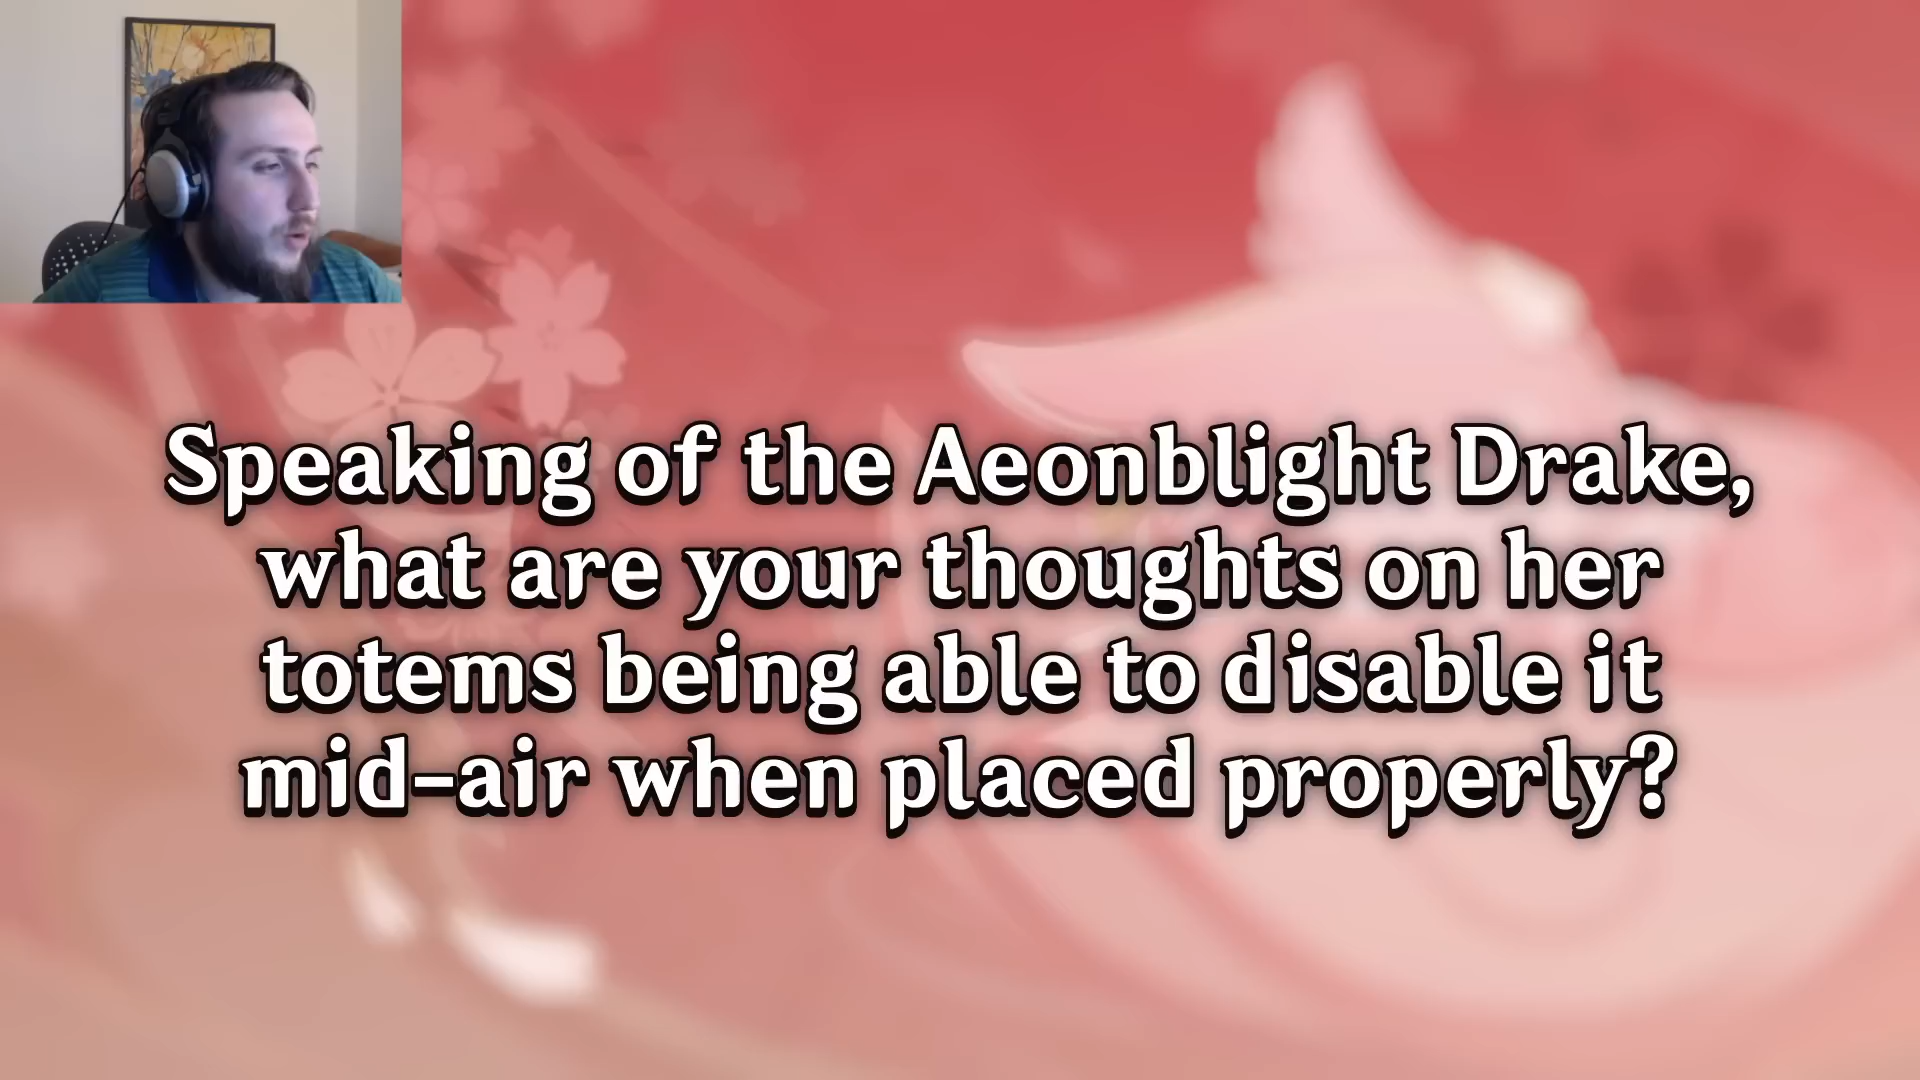 Speaking of the Aeonblight Drake,
what are your thoughts on her
totems being able to disable it
mid-air when placed properly?